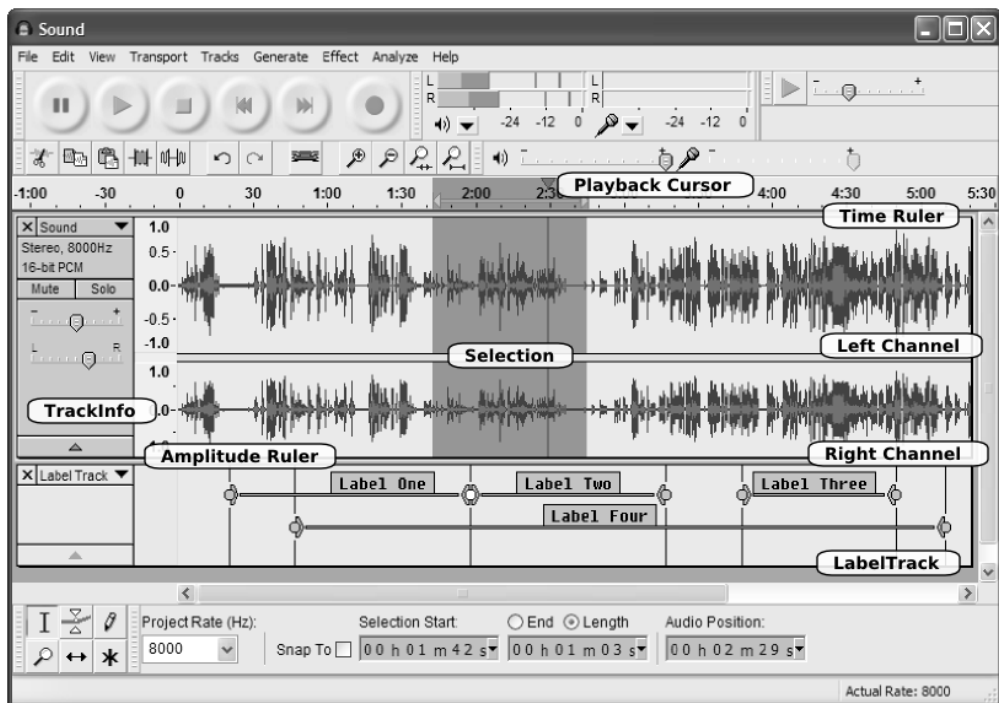 Sound
File Edit View Transport Tracks Generate Effect Analyze Help
L
R
-24 -12 0
L
R
-24 -12 0
- +
- +
- +
-1:00 -30 0 30 1:00 1:30 2:00 2:30 4:00 4:30 5:00 5:30
Playback Cursor
Time Ruler
X Sound
Stereo, 8000Hz
16-bit PCM
Mute Solo
- +
L R
1.0
0.5
0.0
-0.5
-1.0
Left Channel
Selection
1.0
0.0
TrackInfo
Amplitude Ruler
Right Channel
X Label Track
Label One Label Two Label Three
Label Four
LabelTrack
Project Rate (Hz): Selection Start: End Length Audio Position:
8000 Snap To 00 h 01 m 42 s 00 h 01 m 03 s 00 h 02 m 29 s
Actual Rate: 8000